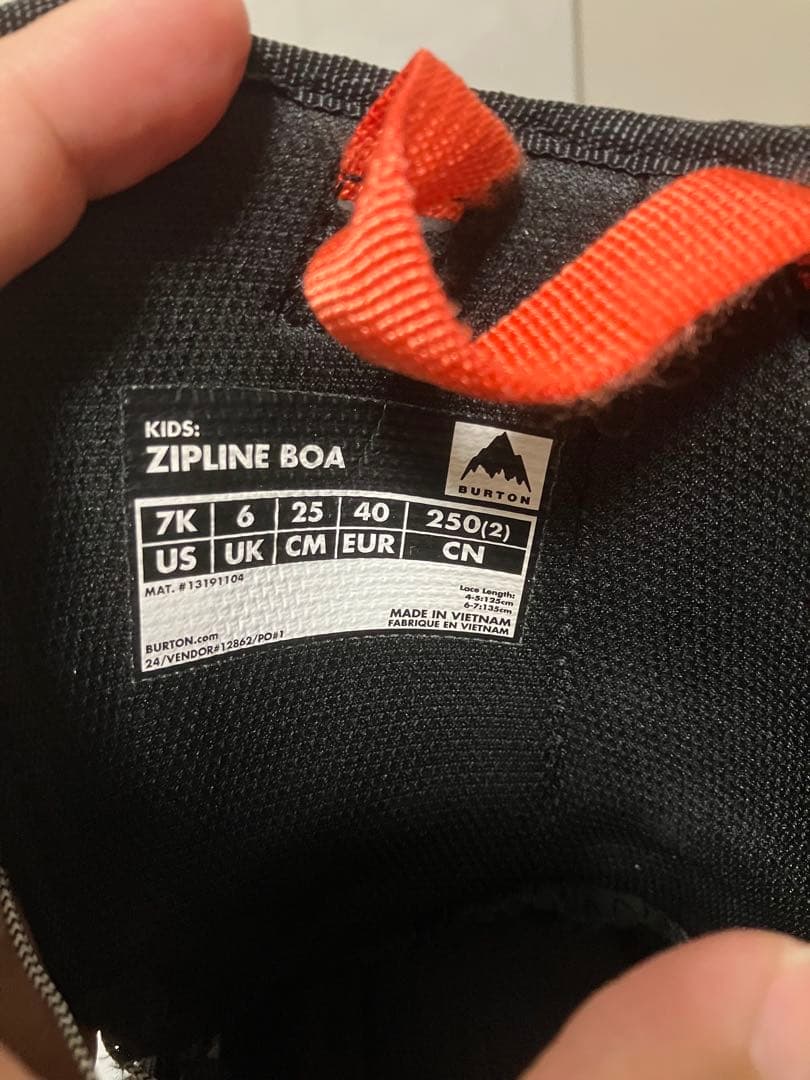 KIDS:
ZIPLINE BOA
BURTON
7K 6 25 40 250(2)
US UK CM EUR CN
MAT. #13191104
Lace Length:
4-5:125cm
6-7:135cm
MADE IN VIETNAM
FABRIQUE EN VIETNAM
BURTON.com
24/VENDOR#12862/PO#1